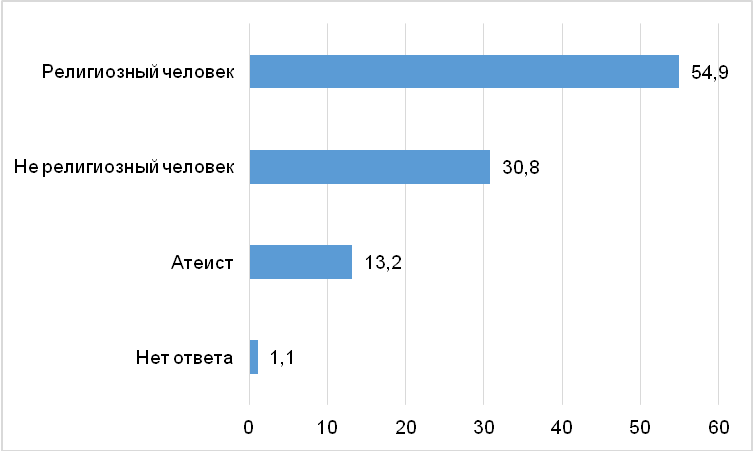 Религиозный человек 54,9
Не религиозный человек 30,8
Атеист 13,2
Нет ответа 1,1
0 10 20 30 40 50 60